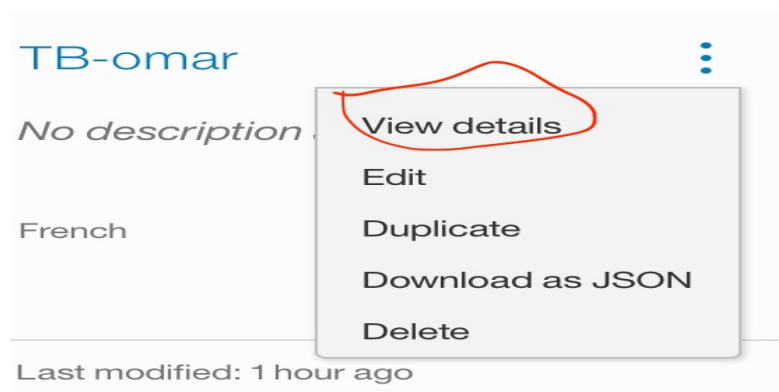 TB-omar
No description
View details
Edit
French
Duplicate
Download as JSON
Delete
Last modified: 1 hour ago